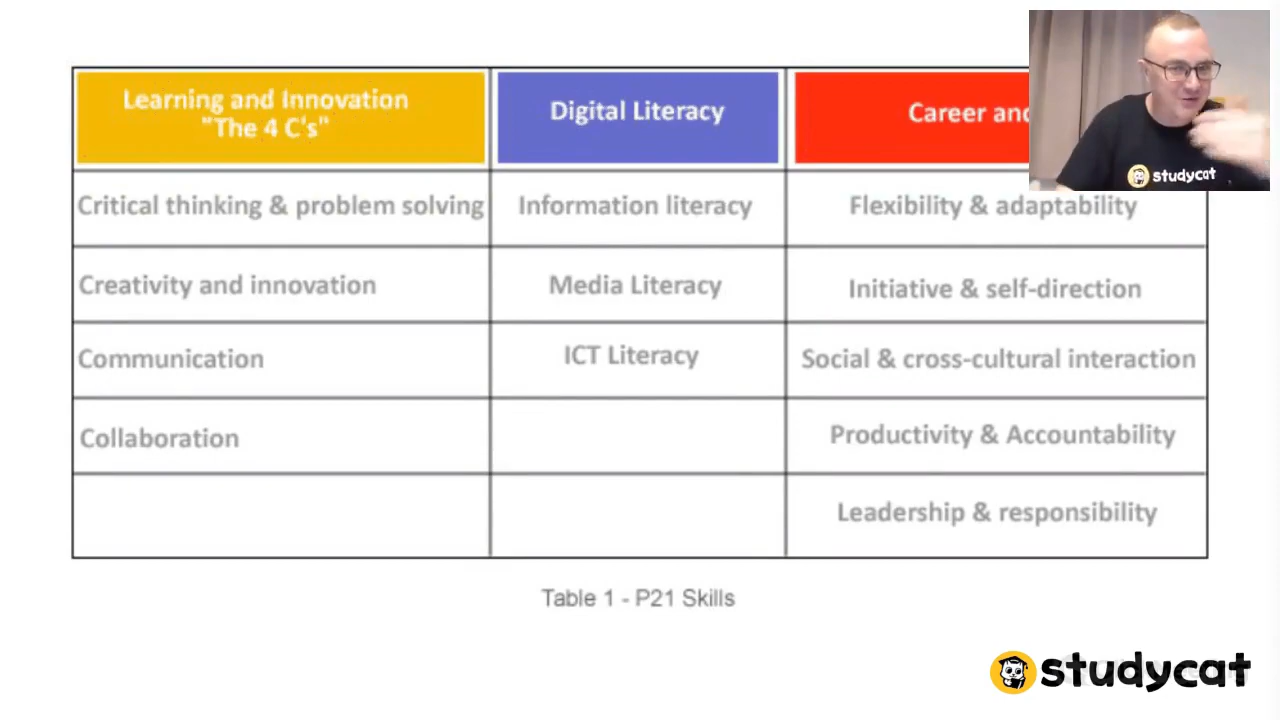 Learning and Innovation
"The 4 C's"
Digital Literacy
Career and
Critical thinking & problem solving
Information literacy
Flexibility & adaptability
Creativity and innovation
Media Literacy
Initiative & self-direction
Communication
ICT Literacy
Social & cross-cultural interaction
Collaboration
Productivity & Accountability
Leadership & responsibility
Table 1 - P21 Skills
studycat
studycat